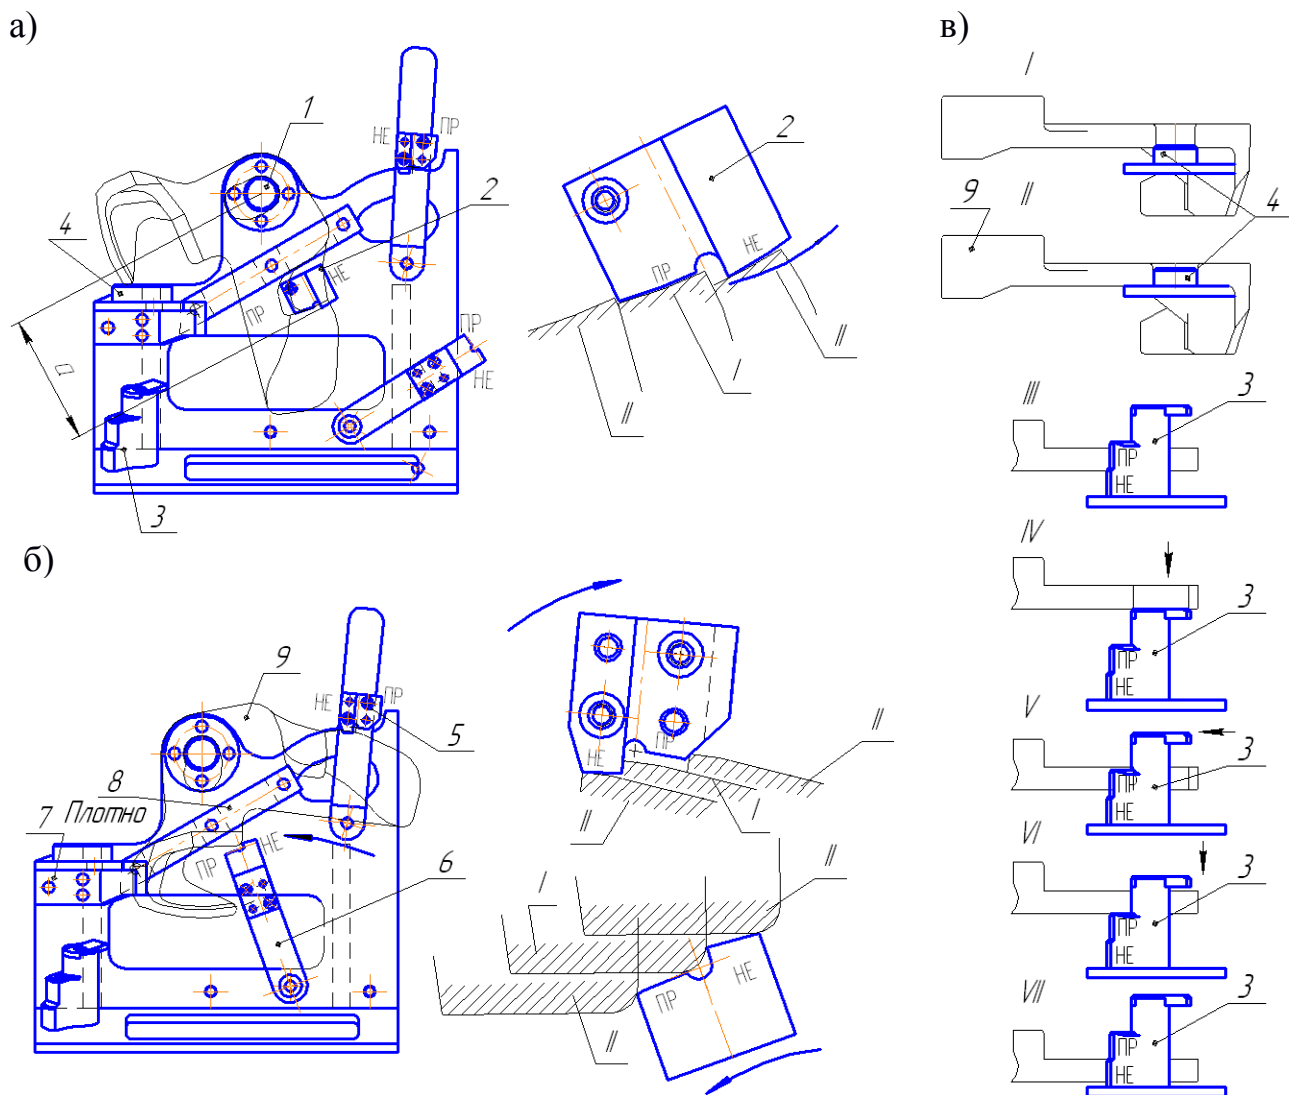 а)
НЕ
ПР
1
2
4
НЕ
ПР
ПР
НЕ
a
3
2
ПР
НЕ
II
I
II
б)
9
НЕ
ПР
5
8
7 Плотно
НЕ
ПР
6
НЕ
ПР
II
I
II
II
I
ПР
НЕ
II
в)
I
9
II
4
III
3
ПР
НЕ
IV
3
ПР
НЕ
V
3
ПР
НЕ
VI
3
ПР
НЕ
VII
3
ПР
НЕ